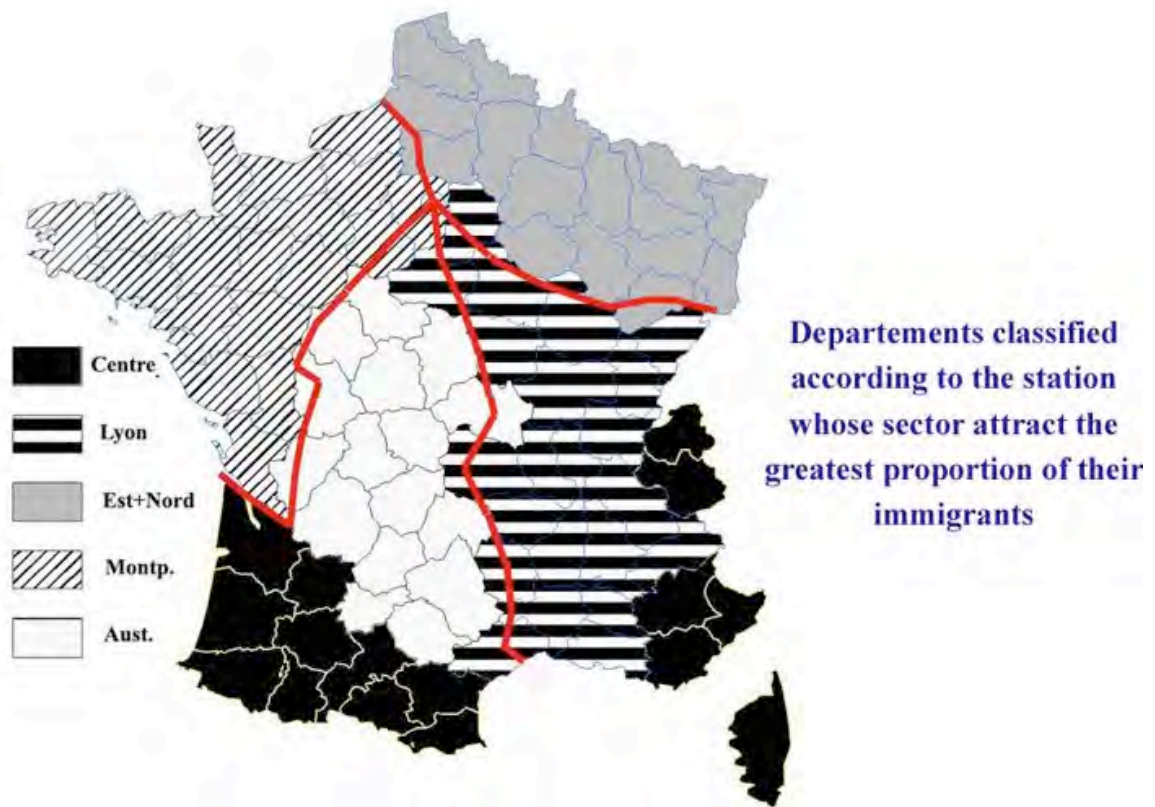 Centre
Lyon
Est+Nord
Montp.
Aust.
Departements classified
according to the station
whose sector attract the
greatest proportion of their
immigrants